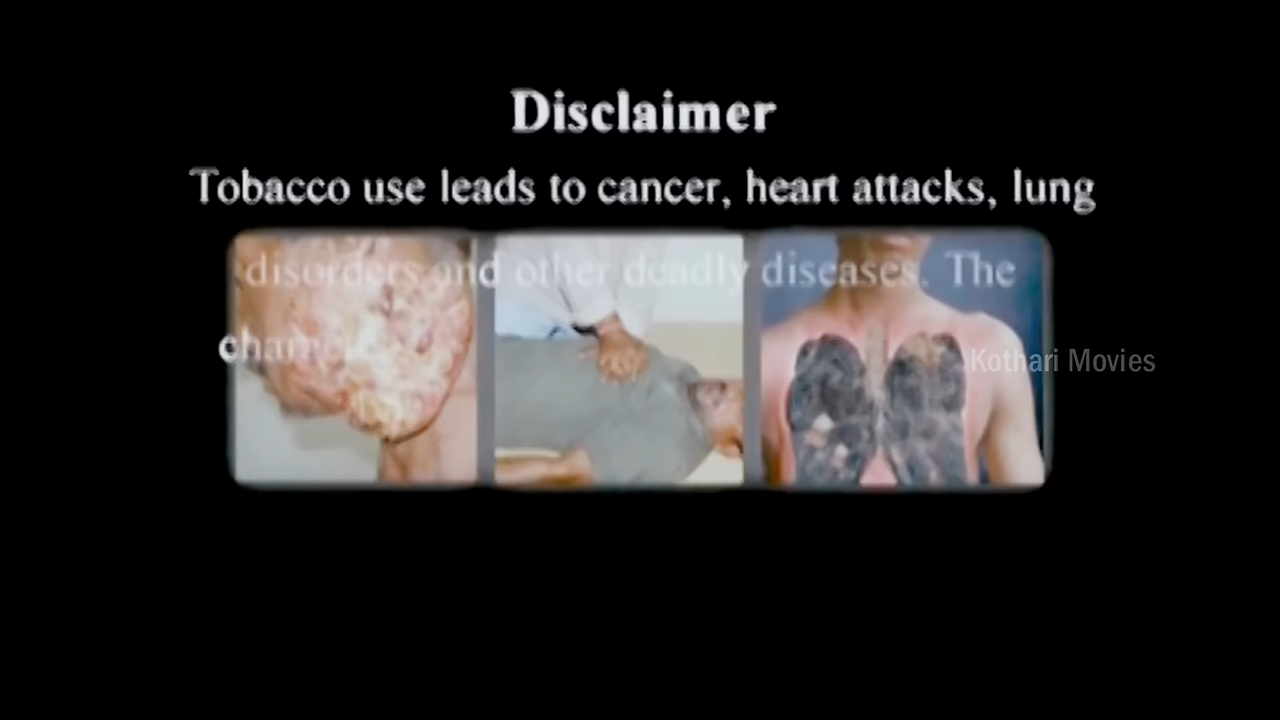 Disclaimer
Tobacco use leads to cancer, heart attacks, lung
disorders and other deadly diseases. The
Kothari Movies